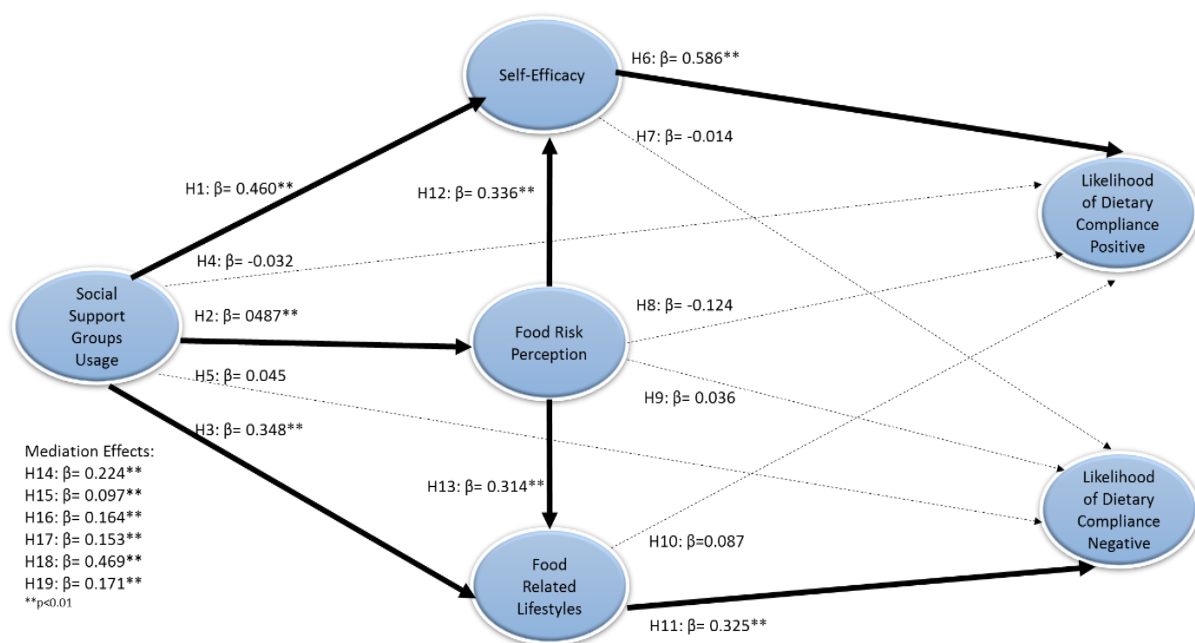 H6: β= 0.586**
Self-Efficacy
H7: β= -0.014
H1: β= 0.460**
H12: β= 0.336**
Likelihood
of Dietary
Compliance
Positive
H4: β= -0.032
Social
Support
Groups
Usage
H2: β= 0487**
H8: β= -0.124
Food Risk
Perception
H5: β= 0.045
H9: β= 0.036
H3: β= 0.348**
Mediation Effects:
H14: β= 0.224**
H15: β= 0.097**
H16: β= 0.164**
H17: β= 0.153**
H18: β= 0.469**
H19: β= 0.171**
**p<0.01
H13: β= 0.314**
Likelihood
of Dietary
Compliance
Negative
H10: β=0.087
Food
Related
Lifestyles
H11: β= 0.325**